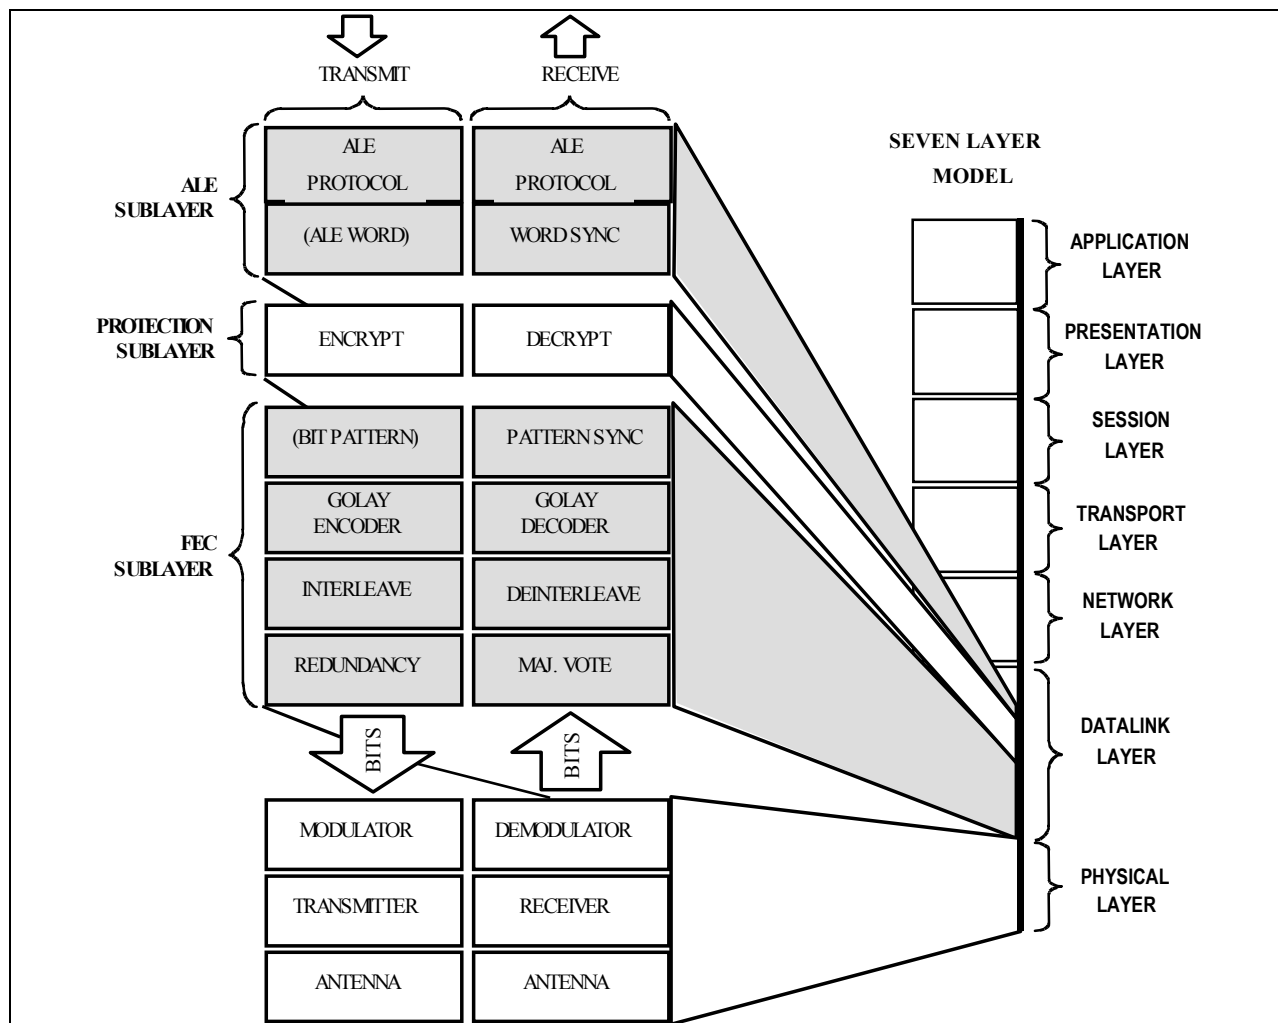 TRANSMIT
RECEIVE
ALE
PROTOCOL
ALE
PROTOCOL
(ALE WORD)
WORD SYNC
ALE
SUBLAYER
PROTECTION
SUBLAYER
ENCRYPT
DECRYPT
FEC
SUBLAYER
(BIT PATTERN)
PATTERN SYNC
GOLAY
ENCODER
GOLAY
DECODER
INTERLEAVE
DEINTERLEAVE
REDUNDANCY
MAJ. VOTE
BITS
BITS
MODULATOR
DEMODULATOR
TRANSMITTER
RECEIVER
ANTENNA
ANTENNA
SEVEN LAYER
MODEL
APPLICATION
LAYER
PRESENTATION
LAYER
SESSION
LAYER
TRANSPORT
LAYER
NETWORK
LAYER
DATALINK
LAYER
PHYSICAL
LAYER